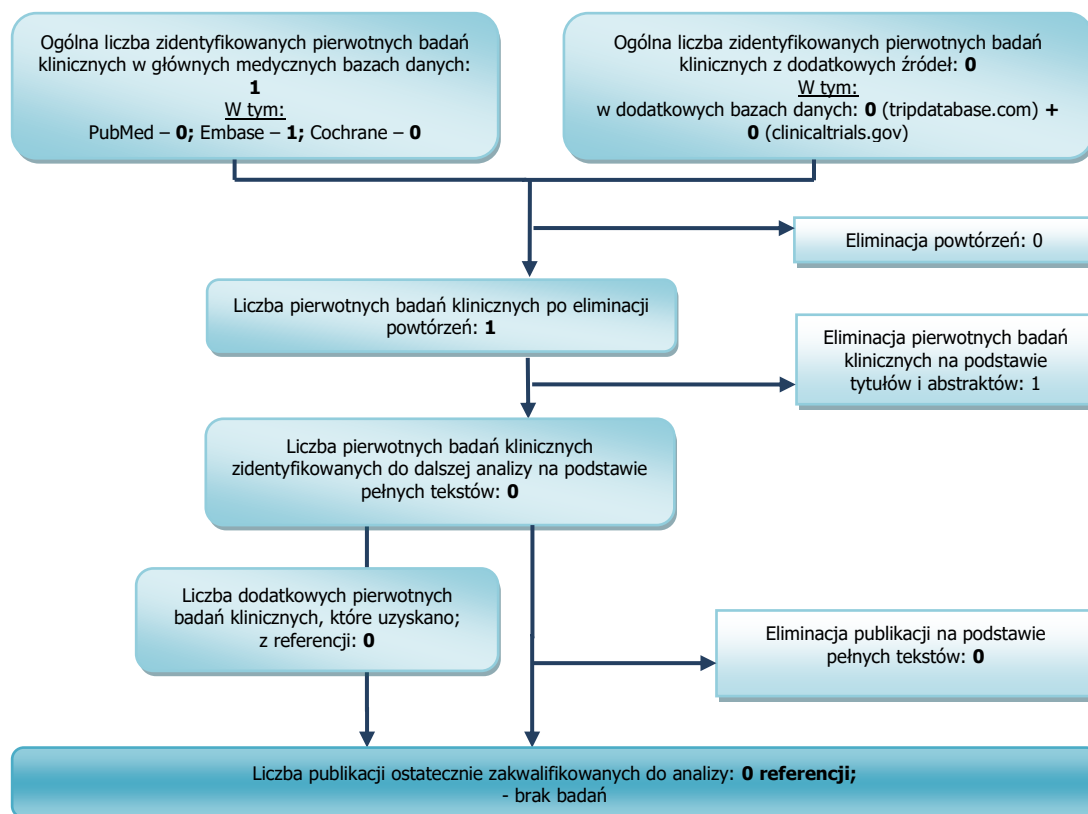 Ogólna liczba zidentyfikowanych pierwotnych badań
klinicznych w głównych medycznych bazach danych:
1
W tym:
PubMed – 0; Embase – 1; Cochrane – 0
Ogólna liczba zidentyfikowanych pierwotnych badań
klinicznych z dodatkowych źródeł: 0
W tym:
w dodatkowych bazach danych: 0 (tripdatabase.com) +
0 (clinicaltrials.gov)
Eliminacja powtórzeń: 0
Liczba pierwotnych badań klinicznych po eliminacji
powtórzeń: 1
Eliminacja pierwotnych badań
klinicznych na podstawie
tytułów i abstraktów: 1
Liczba pierwotnych badań klinicznych
zidentyfikowanych do dalszej analizy na podstawie
pełnych tekstów: 0
Liczba dodatkowych pierwotnych
badań klinicznych, które uzyskano;
z referencji: 0
Eliminacja publikacji na podstawie
pełnych tekstów: 0
Liczba publikacji ostatecznie zakwalifikowanych do analizy: 0 referencji;
- brak badań